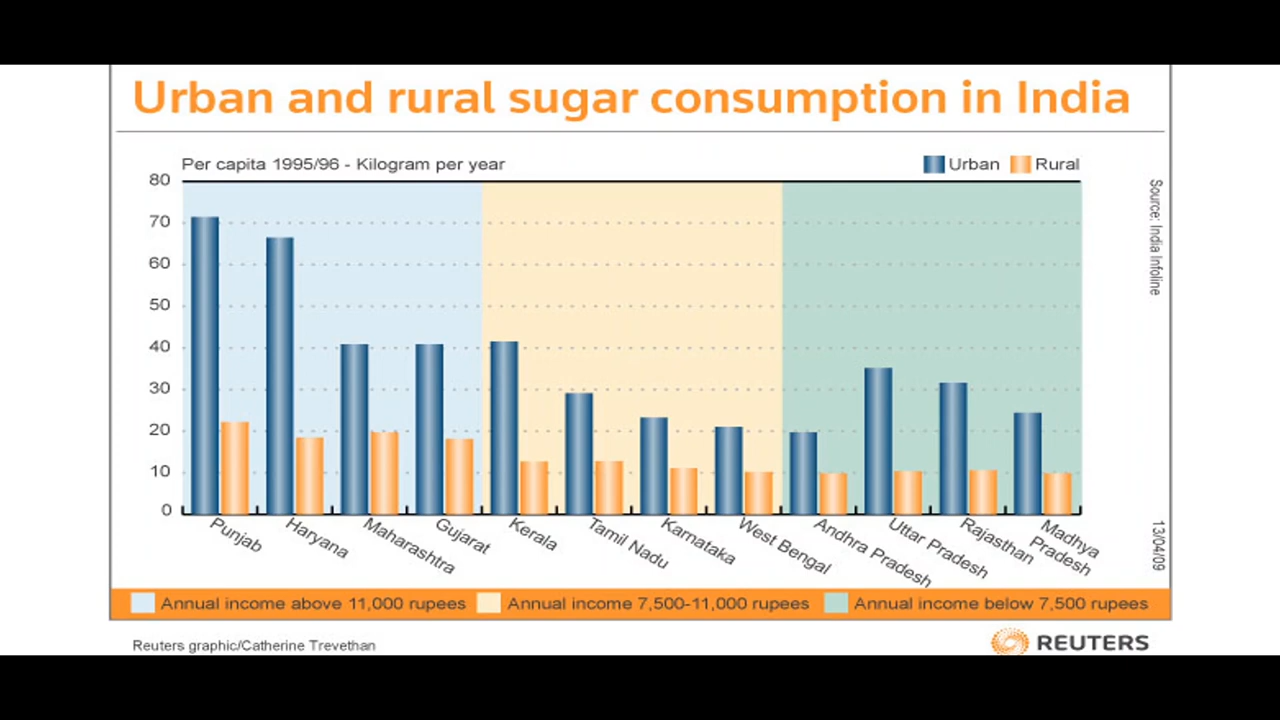 Urban and rural sugar consumption in India
Per capita 1995/96 - Kilogram per year
Urban Rural
80
70
60
50
40
30
20
10
0
Punjab
Haryana
Maharashtra
Gujarat
Kerala
Tamil Nadu
Karnataka
West Bengal
Andhra Pradesh
Uttar Pradesh
Rajasthan
Madhya
Pradesh
Source: India Infoline
13/04/09
Annual income above 11,000 rupees Annual income 7,500-11,000 rupees Annual income below 7,500 rupees
Reuters graphic/Catherine Trevethan
REUTERS